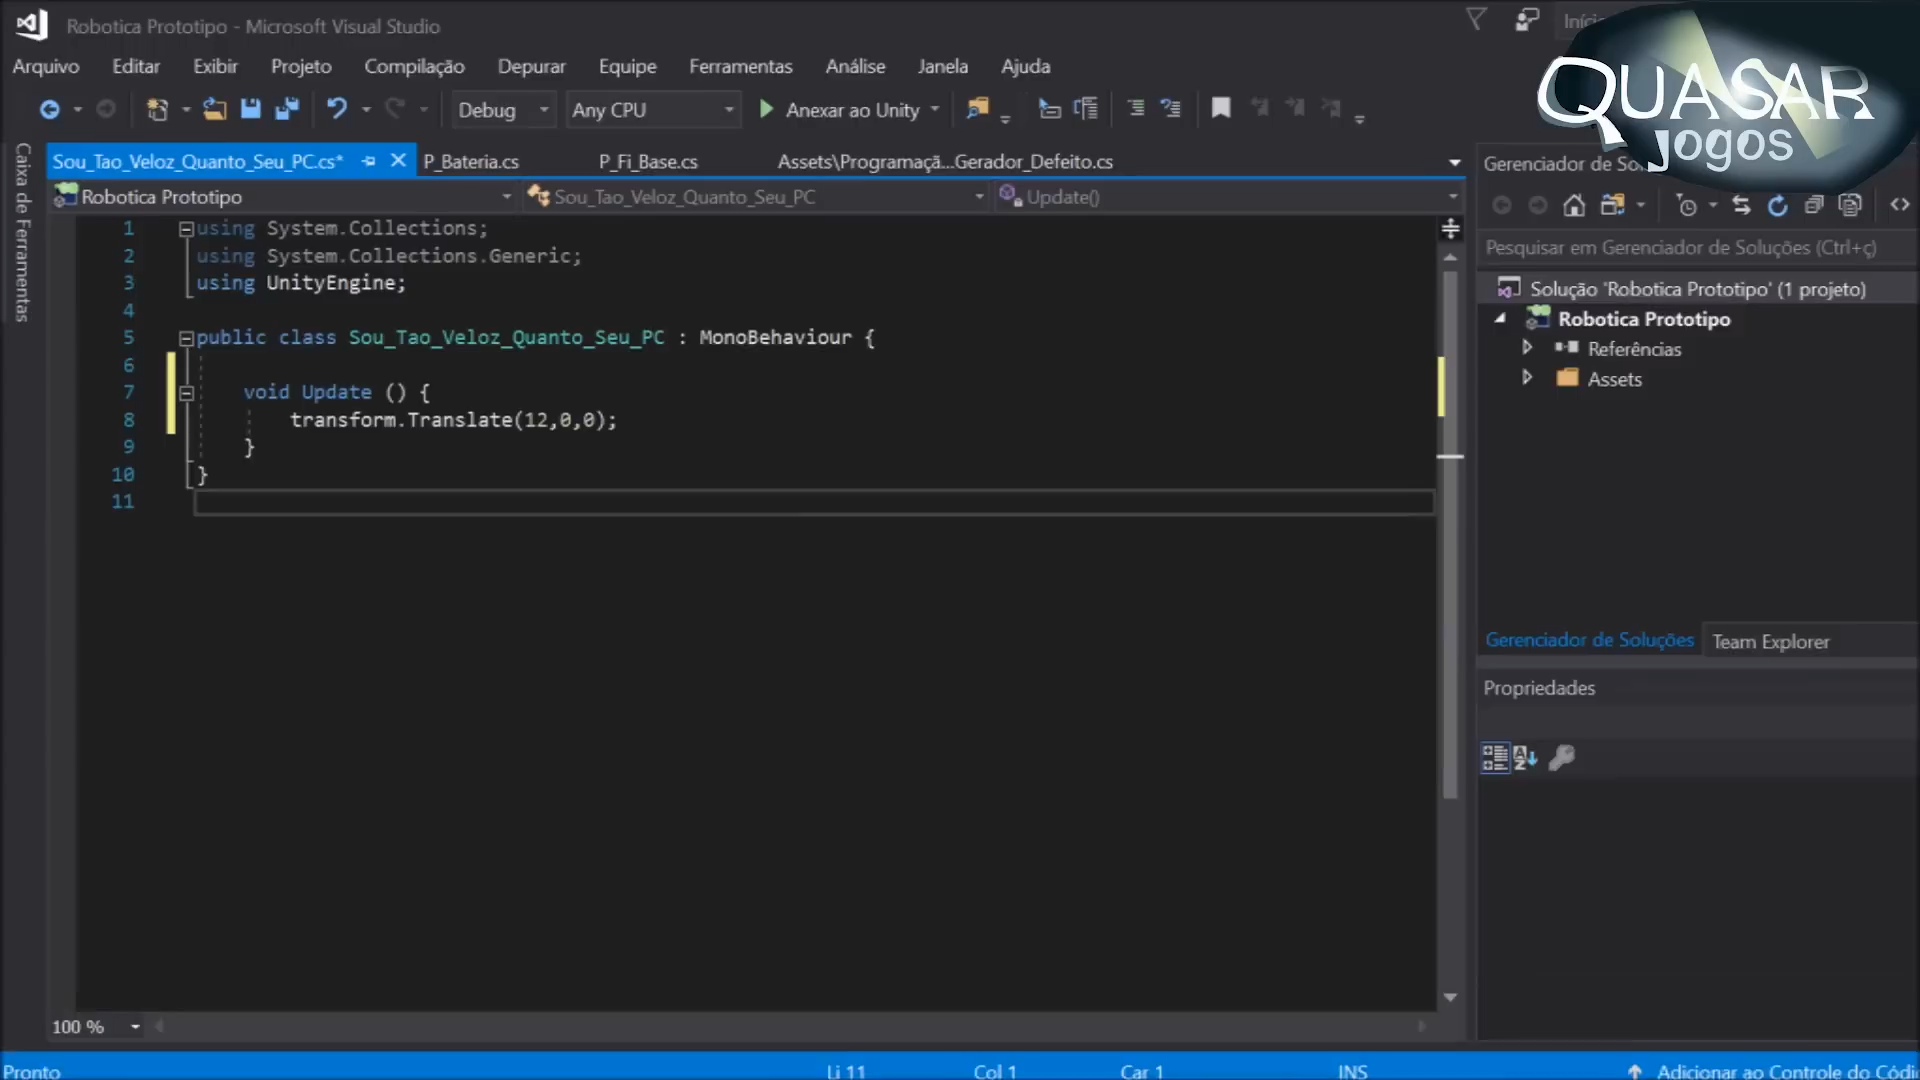 Robotica Prototipo - Microsoft Visual Studio
Arquivo Editar Exibir Projeto Compilação Depurar Equipe Ferramentas Análise Janela Ajuda
QUASAR
jogos
Debug Any CPU Anexar ao Unity
Caixa de Ferramentas
Sou_Tao_Veloz_Quanto_Seu_PC.cs* P_Bateria.cs P_Fi_Base.cs Assets\Programaçã...Gerador_Defeito.cs
Robotica Prototipo Sou_Tao_Veloz_Quanto_Seu_PC Update()
1 using System.Collections;
2 using System.Collections.Generic;
3 using UnityEngine;
4
5 public class Sou_Tao_Veloz_Quanto_Seu_PC : MonoBehaviour {
6
7 void Update () {
8 transform.Translate(12,0,0);
9 }
10 }
11
100 %
Gerenciador de
Pesquisar em Gerenciador de Soluções (Ctrl+ç)
Solução 'Robotica Prototipo' (1 projeto)
Robotica Prototipo
Referências
Assets
Gerenciador de Soluções Team Explorer
Propriedades
Pronto Li 11 Col 1 Car 1 INS Adicionar ao Controle do